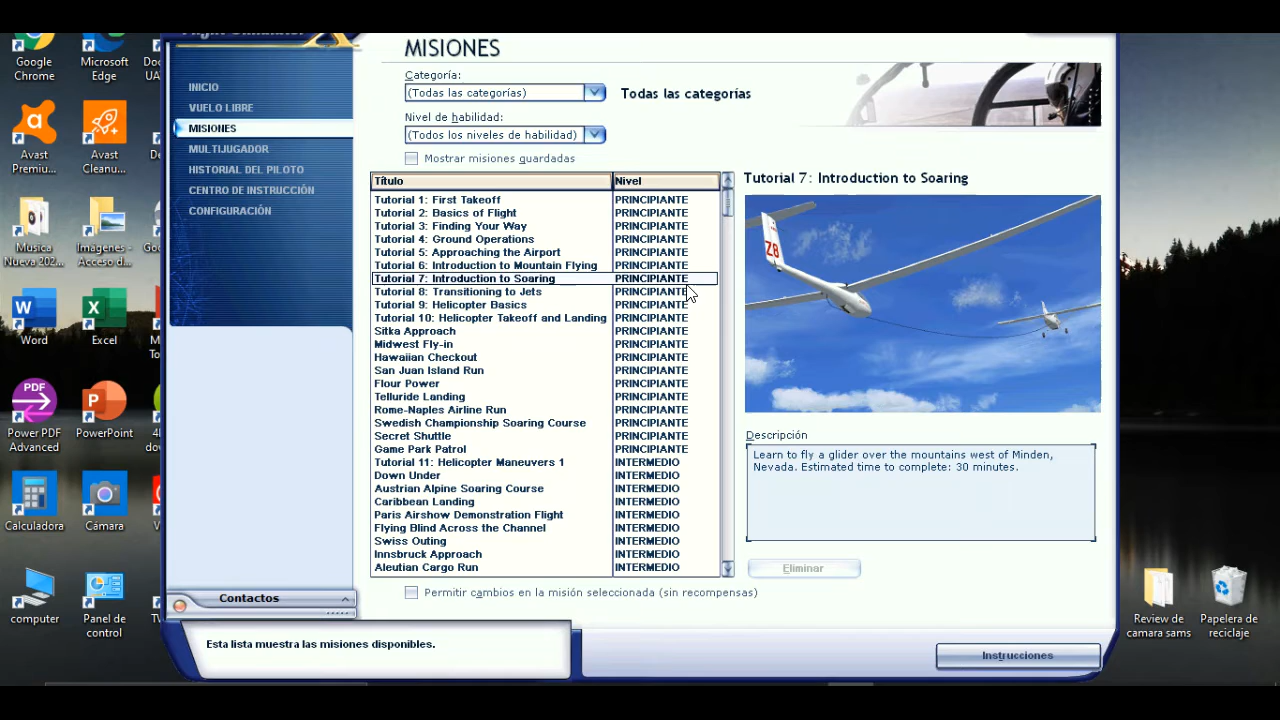 Google
Chrome
Microsoft
Edge
Avast
Premiu...
Avast
Cleanu...
Musica
Nueva 202...
Imagenes -
Acceso d...
Word
Excel
PDF
Power PDF
Advanced
PowerPoint
Calculadora
Cámara
computer
Panel de
control
INICIO
VUELO LIBRE
MISIONES
MULTIJUGADOR
HISTORIAL DEL PILOTO
CENTRO DE INSTRUCCIÓN
CONFIGURACIÓN
Contactos
MISIONES
Categoría:
(Todas las categorías)
Todas las categorías
Nivel de habilidad:
(Todos los niveles de habilidad)
Mostrar misiones guardadas
Título Nivel
Tutorial 1: First Takeoff PRINCIPIANTE
Tutorial 2: Basics of Flight PRINCIPIANTE
Tutorial 3: Finding Your Way PRINCIPIANTE
Tutorial 4: Ground Operations PRINCIPIANTE
Tutorial 5: Approaching the Airport PRINCIPIANTE
Tutorial 6: Introduction to Mountain Flying PRINCIPIANTE
Tutorial 7: Introduction to Soaring PRINCIPIANTE
Tutorial 8: Transitioning to Jets PRINCIPIANTE
Tutorial 9: Helicopter Basics PRINCIPIANTE
Tutorial 10: Helicopter Takeoff and Landing PRINCIPIANTE
Sitka Approach PRINCIPIANTE
Midwest Fly-in PRINCIPIANTE
Hawaiian Checkout PRINCIPIANTE
San Juan Island Run PRINCIPIANTE
Flour Power PRINCIPIANTE
Telluride Landing PRINCIPIANTE
Rome-Naples Airline Run PRINCIPIANTE
Swedish Championship Soaring Course PRINCIPIANTE
Secret Shuttle PRINCIPIANTE
Game Park Patrol PRINCIPIANTE
Tutorial 11: Helicopter Maneuvers 1 INTERMEDIO
Down Under INTERMEDIO
Austrian Alpine Soaring Course INTERMEDIO
Caribbean Landing INTERMEDIO
Paris Airshow Demonstration Flight INTERMEDIO
Flying Blind Across the Channel INTERMEDIO
Swiss Outing INTERMEDIO
Innsbruck Approach INTERMEDIO
Aleutian Cargo Run INTERMEDIO
Permitir cambios en la misión seleccionada (sin recompensas)
Tutorial 7: Introduction to Soaring
Z8
Descripción
Learn to fly a glider over the mountains west of Minden,
Nevada. Estimated time to complete: 30 minutes.
Eliminar
Esta lista muestra las misiones disponibles.
Instrucciones
Review de
camara sams
Papelera de
reciclaje